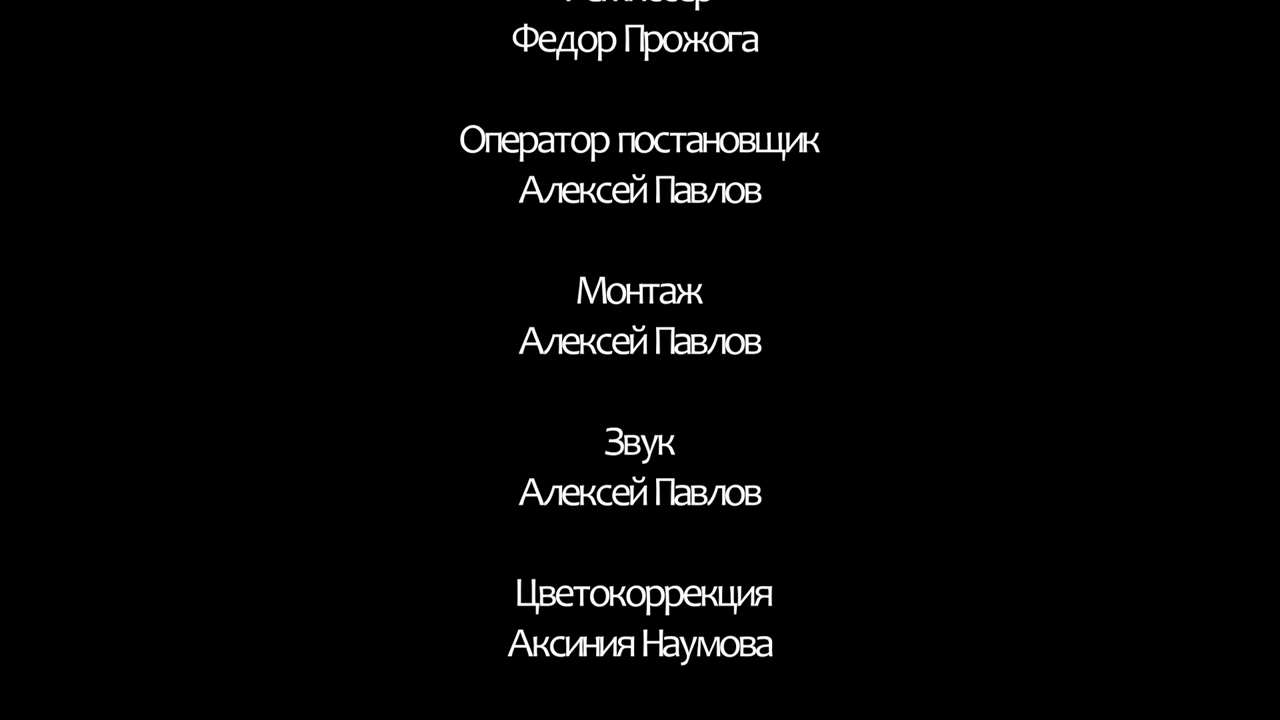 Федор Прожога
Оператор постановщик
Алексей Павлов
Монтаж
Алексей Павлов
Звук
Алексей Павлов
Цветокоррекция
Аксиния Наумова